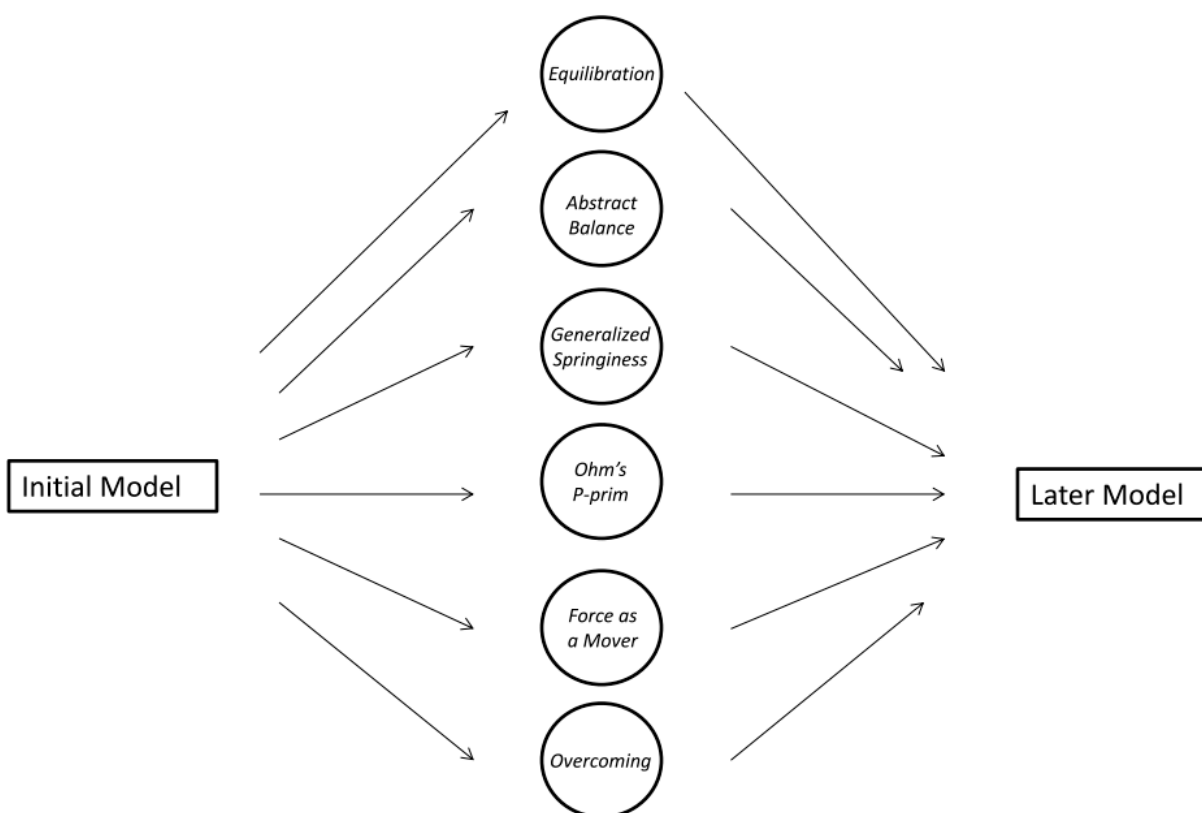 Equilibration
Abstract
Balance
Generalized
Springiness
Initial Model
Ohm's
P-prim
Later Model
Force as
a Mover
Overcoming